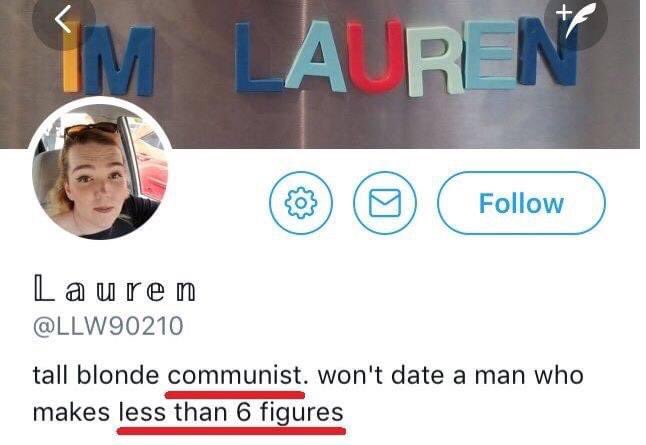 IM LAUREN
Follow
𝕃𝕒𝕦𝕣𝕖𝕟
@LLW90210
tall blonde communist. won't date a man who
makes less than 6 figures